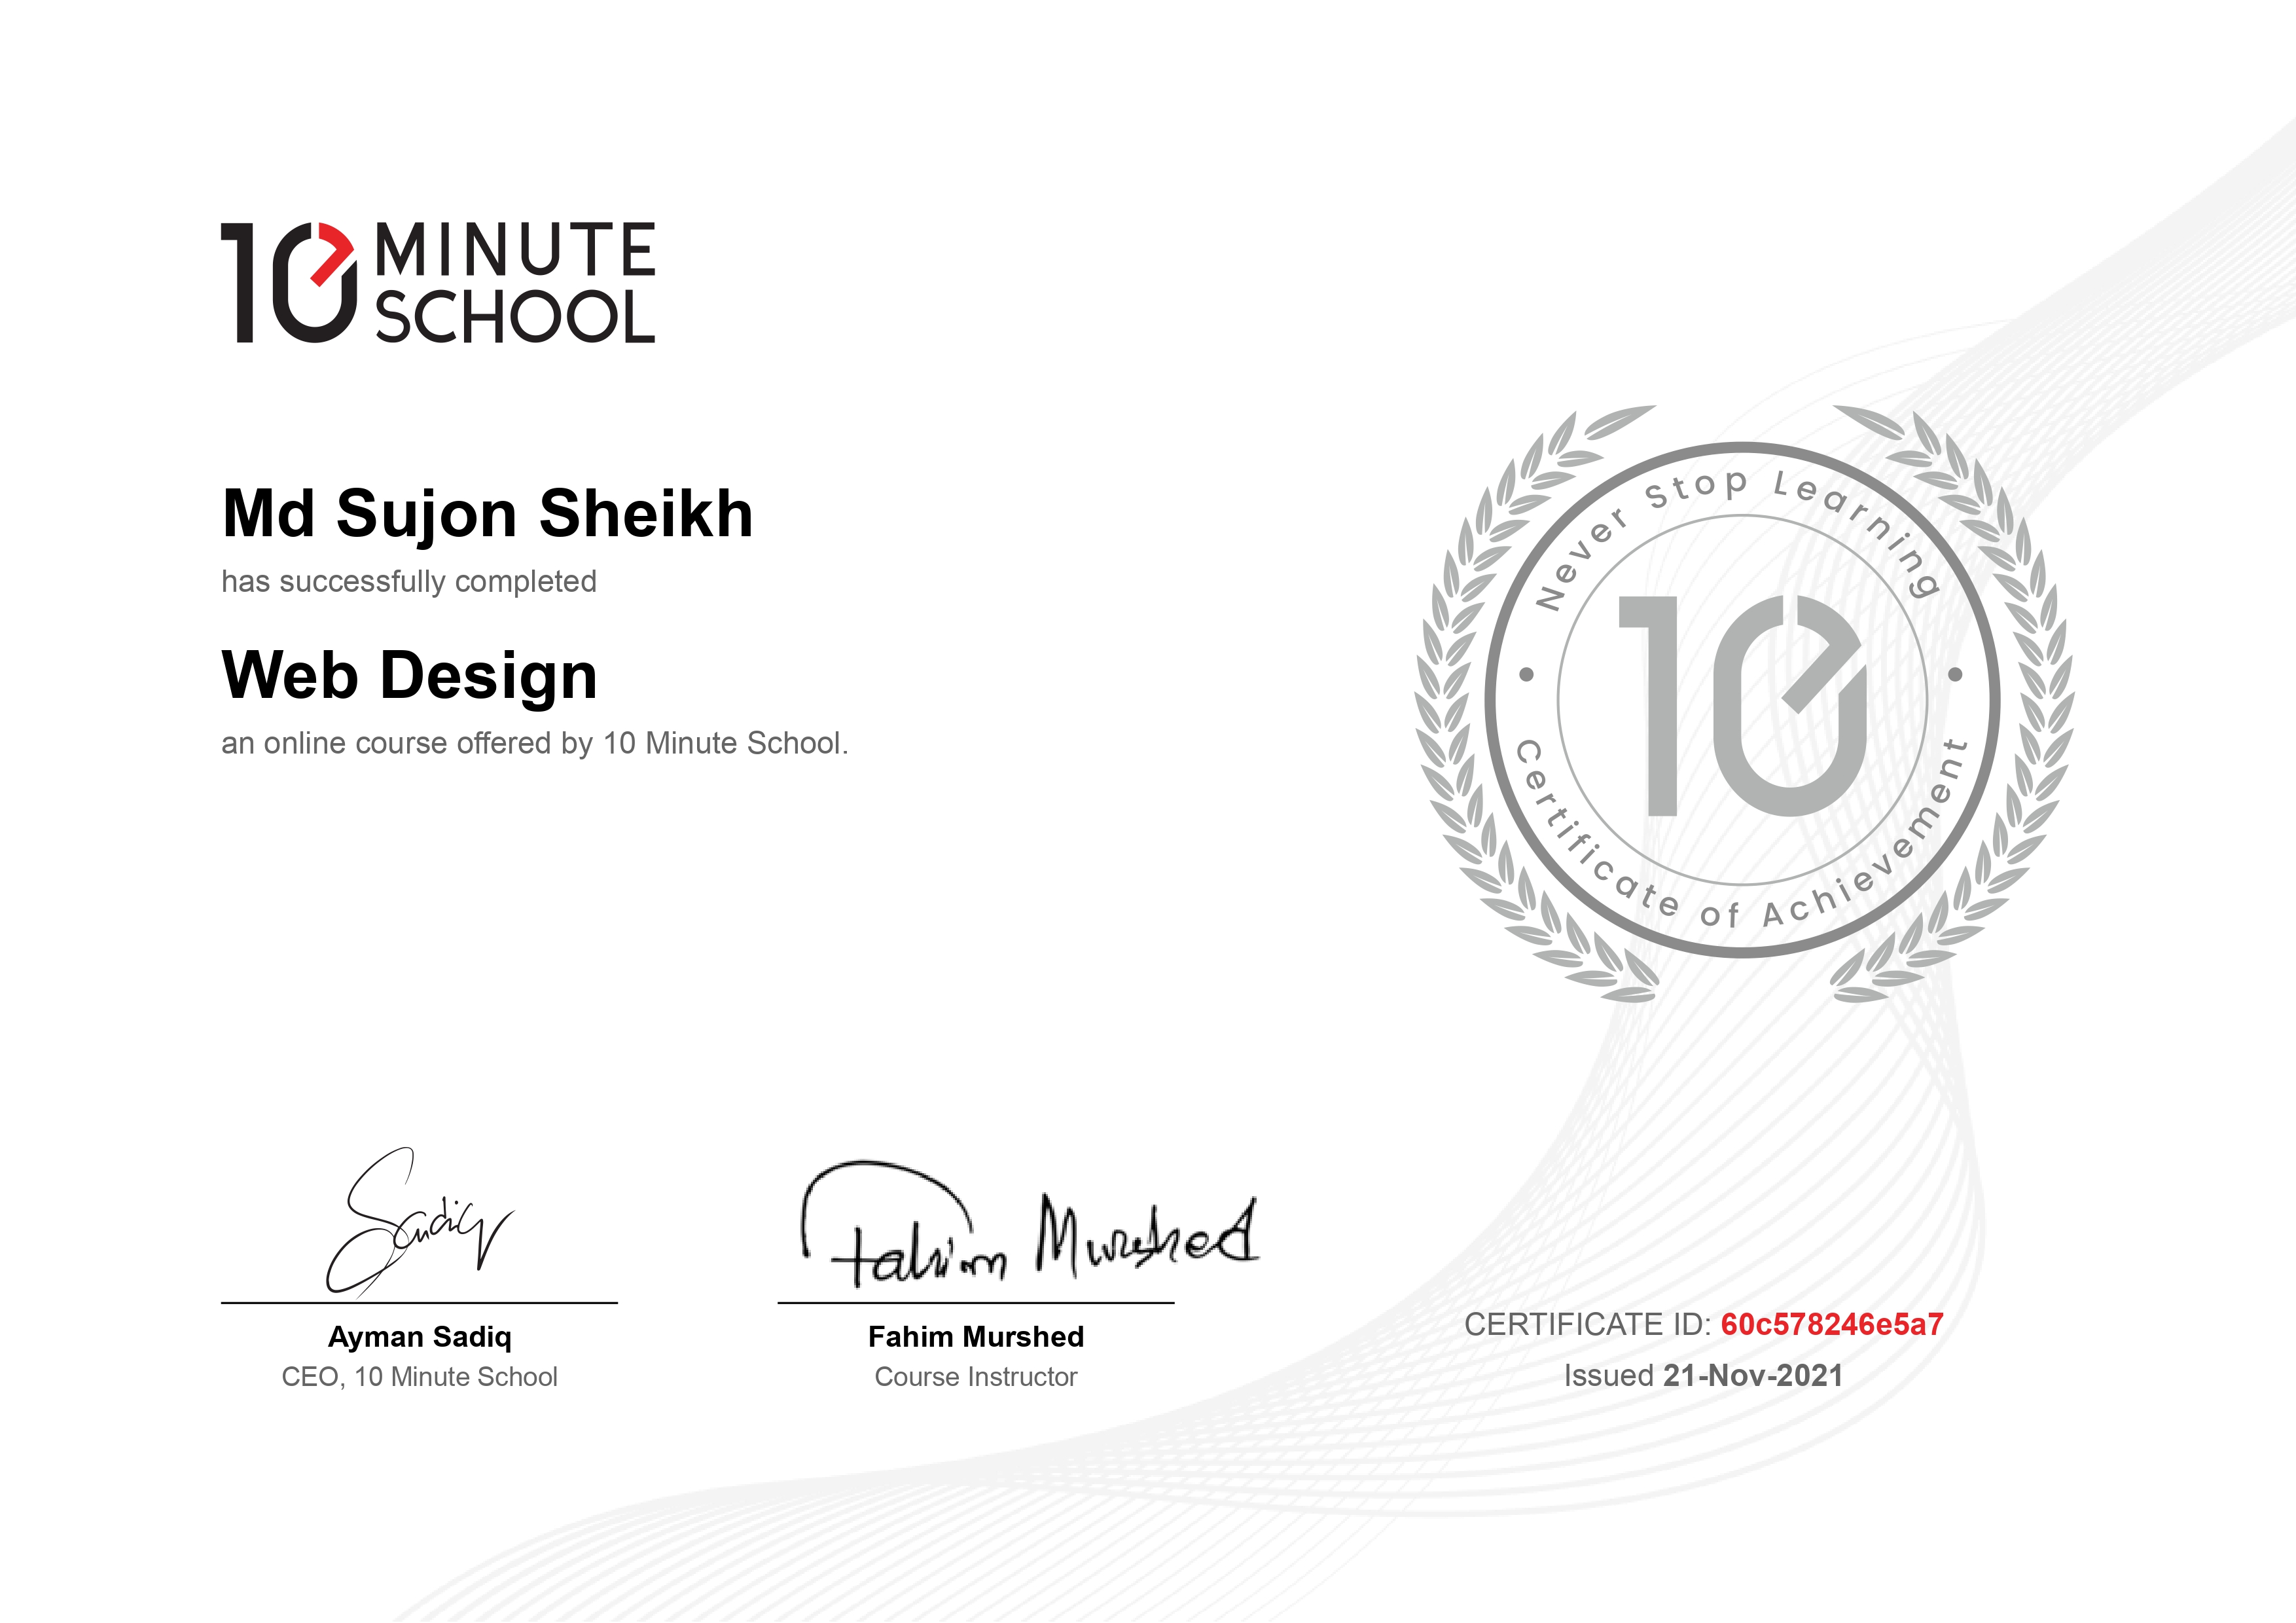 10 MINUTE
SCHOOL
Md Sujon Sheikh
has successfully completed
Web Design
an online course offered by 10 Minute School.
Never Stop Learning
10
Certificate of Achievement
Sadiq
Fahim Murshed
Ayman Sadiq
CEO, 10 Minute School
Fahim Murshed
Course Instructor
CERTIFICATE ID: 60c578246e5a7
Issued 21-Nov-2021